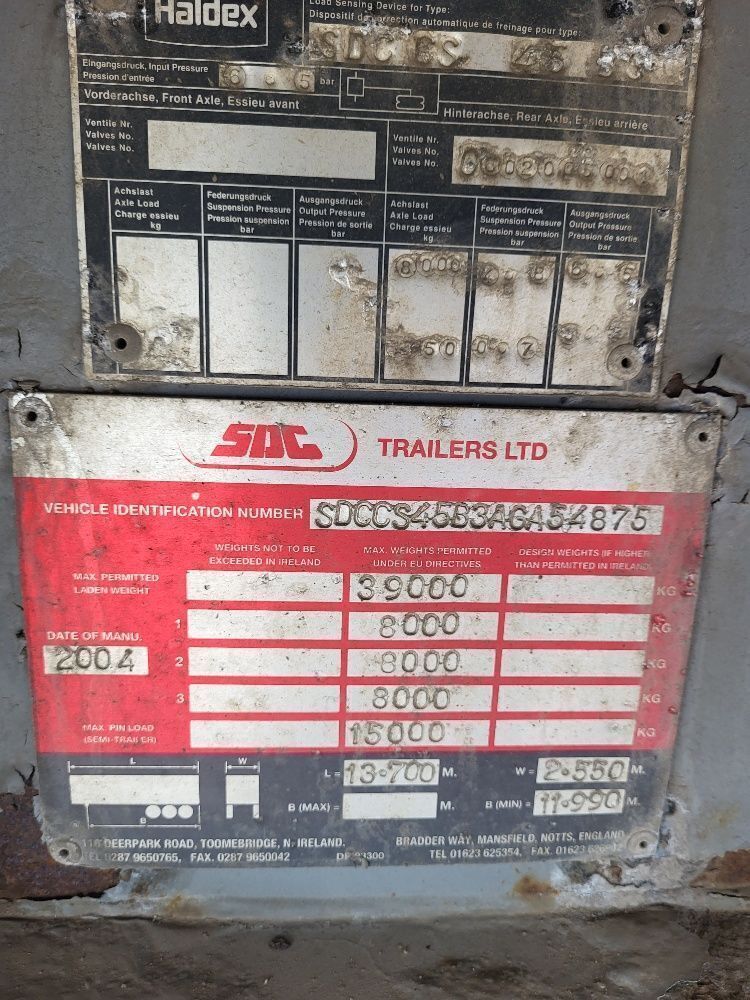 Haldex
Load Sensing Device for Type:
Dispositif de correction automatique de freinage pour type:
SDC CS 45
Eingangsdruck, Input Pressure
Pression d'entrée
6.5 bar
Vorderachse, Front Axle, Essieu avant
Hinterachse, Rear Axle, Essieu arrière
Ventile Nr.
Valves No.
Valves No.
Ventile Nr.
Valves No.
Valves No.
Achslast
Axle Load
Charge essieu
kg
Federungsdruck
Suspension Pressure
Pression suspension
bar
Ausgangsdruck
Output Pressure
Pression de sortie
bar
Achslast
Axle Load
Charge essieu
kg
Federungsdruck
Suspension Pressure
Pression suspension
bar
Ausgangsdruck
Output Pressure
Pression de sortie
bar
8000 6.5
SDC TRAILERS LTD
VEHICLE IDENTIFICATION NUMBER SDCCS45B3AGA54875
WEIGHTS NOT TO BE
EXCEEDED IN IRELAND
MAX. WEIGHTS PERMITTED
UNDER EU DIRECTIVES
DESIGN WEIGHTS (IF HIGHER
THAN PERMITTED IN IRELAND)
MAX. PERMITTED
LADEN WEIGHT
39000 KG
1 8000 KG
DATE OF MANU.
2004
2 8000 KG
3 8000 KG
MAX. PIN LOAD
(SEMI-TRAILER)
15000 KG
L W
B
L = 13.700 M. W = 2.550 M.
B (MAX) = M. B (MIN) = 11.990 M.
116 DEERPARK ROAD, TOOMEBRIDGE, N. IRELAND.
TEL 0287 9650765, FAX. 0287 9650042
BRADDER WAY, MANSFIELD, NOTTS, ENGLAND
TEL 01623 625354, FAX. 01623